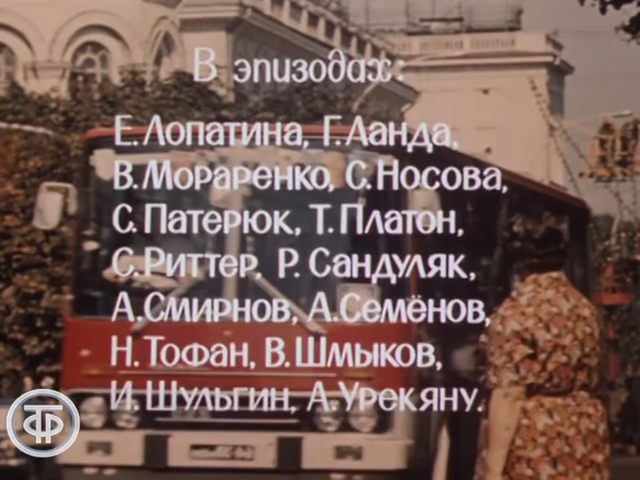 В эпизодах:
Е. Лопатина, Г. Ланда,
В. Мораренко, С. Носова,
С. Патерюк, Т. Платон,
С. Риттер, Р. Сандуляк,
А. Смирнов, А. Семёнов,
Н. Тофан, В. Шмыков,
И. Шульгин, А. Урекяну.